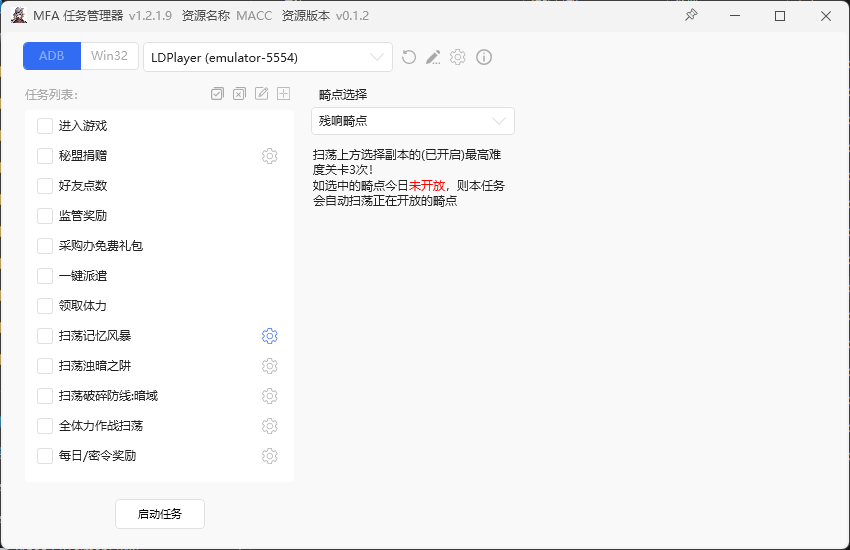 MFA 任务管理器 v1.2.1.9 资源名称 MACC 资源版本 v0.1.2
ADB Win32 LDPlayer (emulator-5554)
任务列表:
畸点选择
残响畸点
扫荡上方选择副本的(已开启)最高难
度关卡3次!
如选中的畸点今日未开放，则本任务
会自动扫荡正在开放的畸点
进入游戏
秘盟捐赠
好友点数
监管奖励
采购办免费礼包
一键派遣
领取体力
扫荡记忆风暴
扫荡浊暗之阱
扫荡破碎防线:暗域
全体力作战扫荡
每日/密令奖励
启动任务